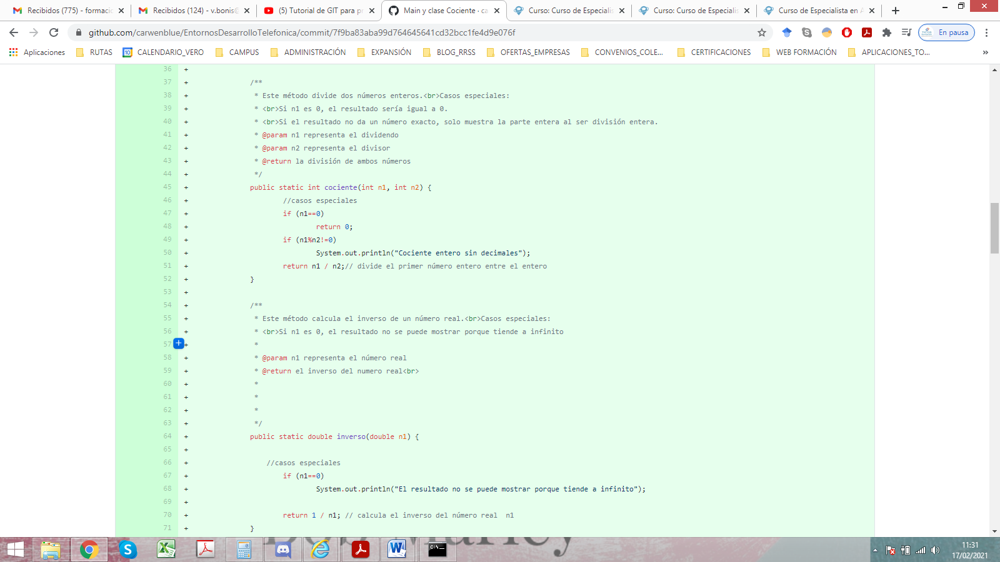 Recibidos (775) - formacio
Recibidos (124) - v.bonis@
(5) Tutorial de GIT para pr
Main y clase Cociente · ca
Curso: Curso de Especialis
Curso: Curso de Especialis
Curso de Especialista en A
github.com/carwenblue/EntornosDesarrolloTelefonica/commit/7f9ba83aba99d764645641cd32bcc1fe4d9e076f
En pausa
Aplicaciones RUTAS CALENDARIO_VERO CAMPUS ADMINISTRACIÓN EXPANSIÓN BLOG_RRSS OFERTAS_EMPRESAS CONVENIOS_COLE... CERTIFICACIONES WEB FORMACIÓN APLICACIONES_TO... »
36 +
37 + /**
38 + * Este método divide dos números enteros.<br>Casos especiales:
39 + * <br>Si n1 es 0, el resultado sería igual a 0.
40 + * <br>Si el resultado no da un número exacto, solo muestra la parte entera al ser división entera.
41 + * @param n1 representa el dividendo
42 + * @param n2 representa el divisor
43 + * @return la división de ambos números
44 + */
45 + public static int cociente(int n1, int n2) {
46 + //casos especiales
47 + if (n1==0)
48 + return 0;
49 + if (n1%n2!=0)
50 + System.out.println("Cociente entero sin decimales");
51 + return n1 / n2;// divide el primer número entero entre el entero
52 + }
53 +
54 + /**
55 + * Este método calcula el inverso de un número real.<br>Casos especiales:
56 + * <br>Si n1 es 0, el resultado no se puede mostrar porque tiende a infinito
57 + *
58 + * @param n1 representa el número real
59 + * @return el inverso del numero real<br>
60 + *
61 + *
62 + *
63 + */
64 + public static double inverso(double n1) {
65 +
66 + //casos especiales
67 + if (n1==0)
68 + System.out.println("El resultado no se puede mostrar porque tiende a infinito");
69 +
70 + return 1 / n1; // calcula el inverso del número real  n1
71 + }
Bob Marley
11:31
17/02/2021